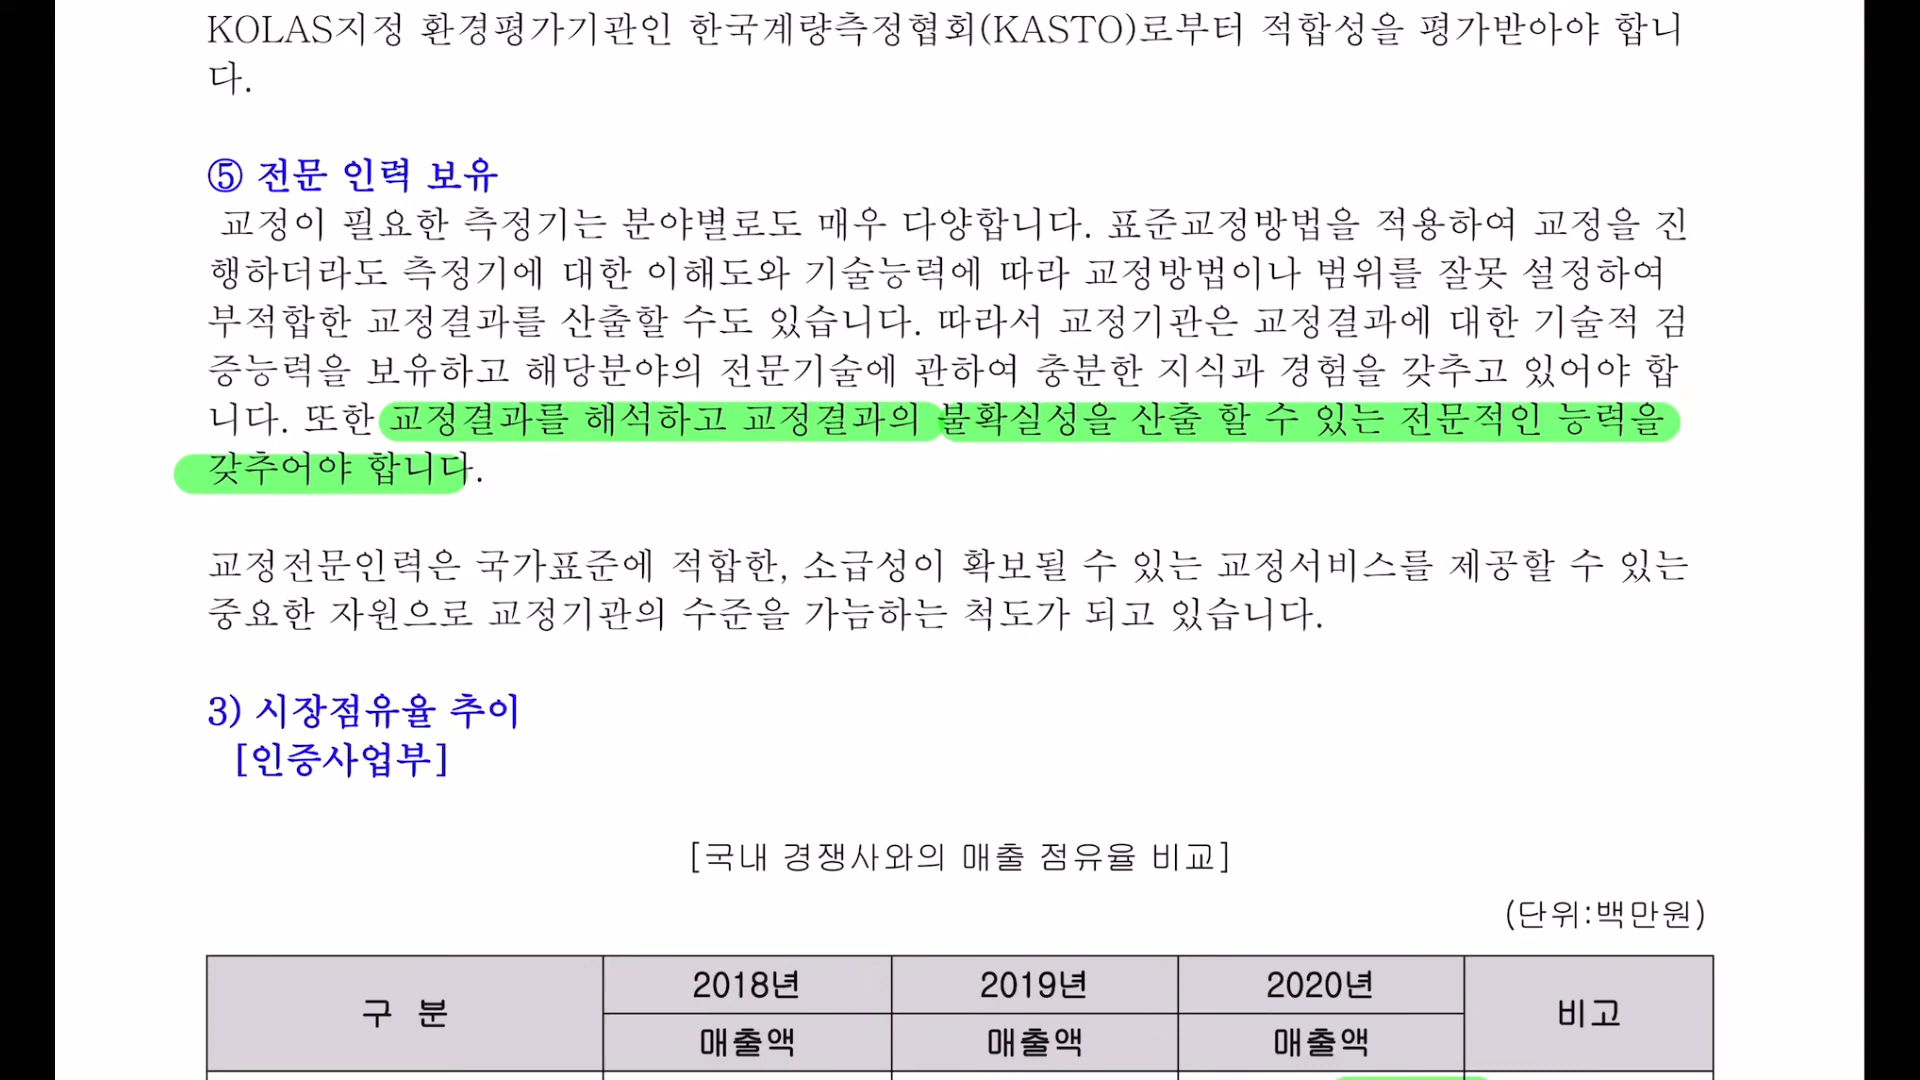 KOLAS지정 환경평가기관인 한국계량측정협회(KASTO)로부터 적합성을 평가받아야 합니
다.
⑤ 전문 인력 보유
교정이 필요한 측정기는 분야별로도 매우 다양합니다. 표준교정방법을 적용하여 교정을 진
행하더라도 측정기에 대한 이해도와 기술능력에 따라 교정방법이나 범위를 잘못 설정하여
부적합한 교정결과를 산출할 수도 있습니다. 따라서 교정기관은 교정결과에 대한 기술적 검
증능력을 보유하고 해당분야의 전문기술에 관하여 충분한 지식과 경험을 갖추고 있어야 합
니다. 또한 교정결과를 해석하고 교정결과의 불확실성을 산출 할 수 있는 전문적인 능력을
갖추어야 합니다.
교정전문인력은 국가표준에 적합한, 소급성이 확보될 수 있는 교정서비스를 제공할 수 있는
중요한 자원으로 교정기관의 수준을 가늠하는 척도가 되고 있습니다.
3) 시장점유율 추이
[인증사업부]
[국내 경쟁사와의 매출 점유율 비교]
(단위:백만원)
구 분 2018년 2019년 2020년 비고
매출액 매출액 매출액